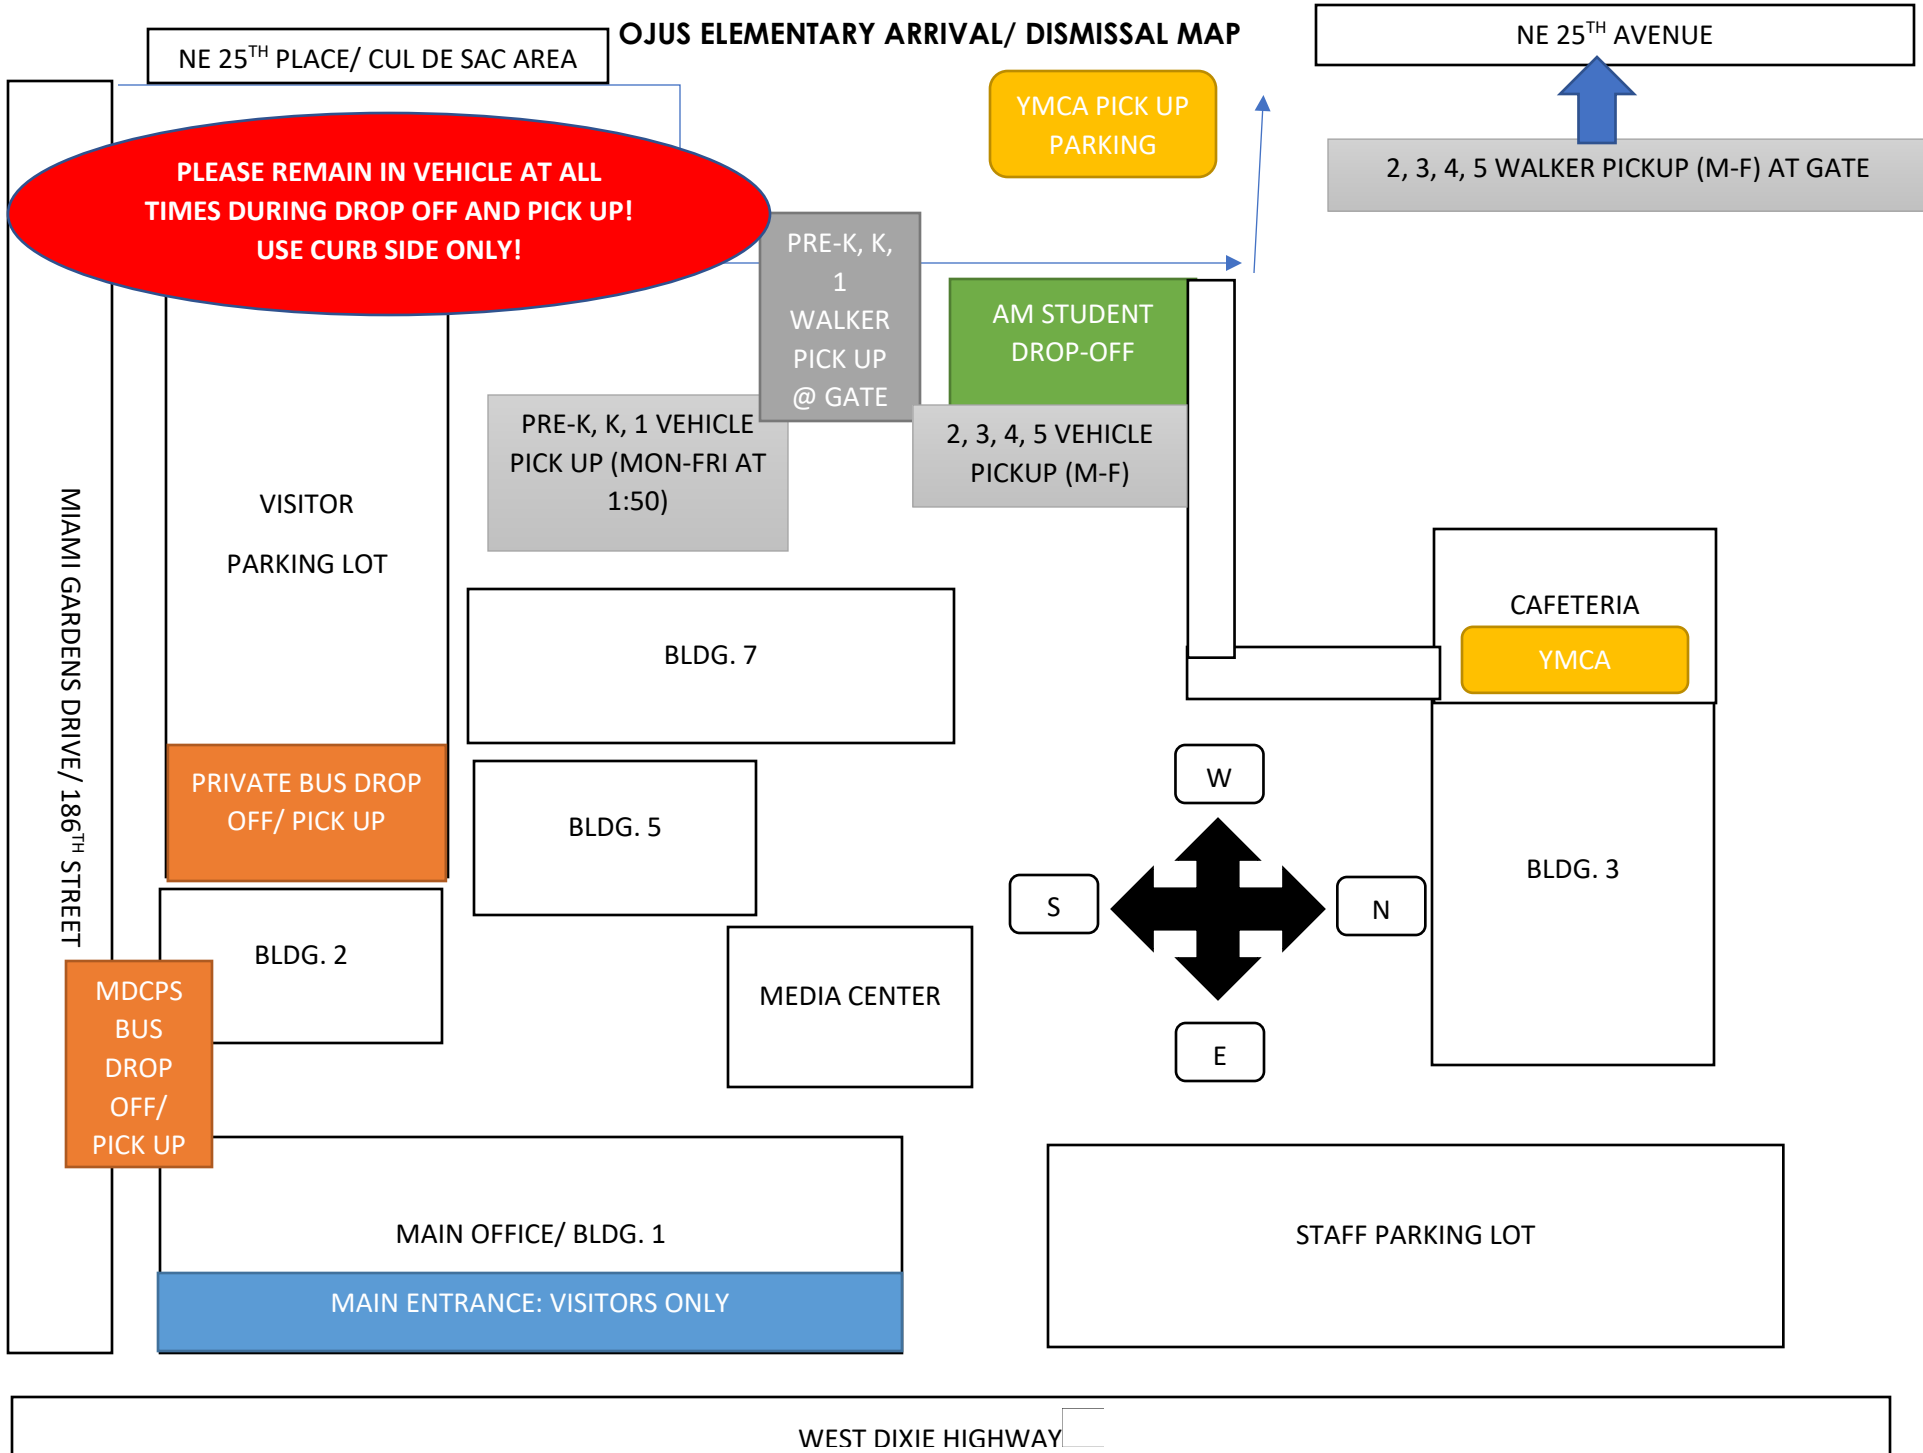 OJUS ELEMENTARY ARRIVAL/ DISMISSAL MAP
NE 25TH PLACE/ CUL DE SAC AREA
NE 25TH AVENUE
YMCA PICK UP
PARKING
2, 3, 4, 5 WALKER PICKUP (M-F) AT GATE
PLEASE REMAIN IN VEHICLE AT ALL
TIMES DURING DROP OFF AND PICK UP!
USE CURB SIDE ONLY!
PRE-K, K,
1
WALKER
PICK UP
@ GATE
AM STUDENT
DROP-OFF
PRE-K, K, 1 VEHICLE
PICK UP (MON-FRI AT
1:50)
2, 3, 4, 5 VEHICLE
PICKUP (M-F)
VISITOR
PARKING LOT
MIAMI GARDENS DRIVE/ 186TH STREET
CAFETERIA
YMCA
BLDG. 7
PRIVATE BUS DROP
OFF/ PICK UP
BLDG. 5
W
S
N
E
BLDG. 3
BLDG. 2
MEDIA CENTER
MDCPS
BUS
DROP
OFF/
PICK UP
MAIN OFFICE/ BLDG. 1
STAFF PARKING LOT
MAIN ENTRANCE: VISITORS ONLY
WEST DIXIE HIGHWAY